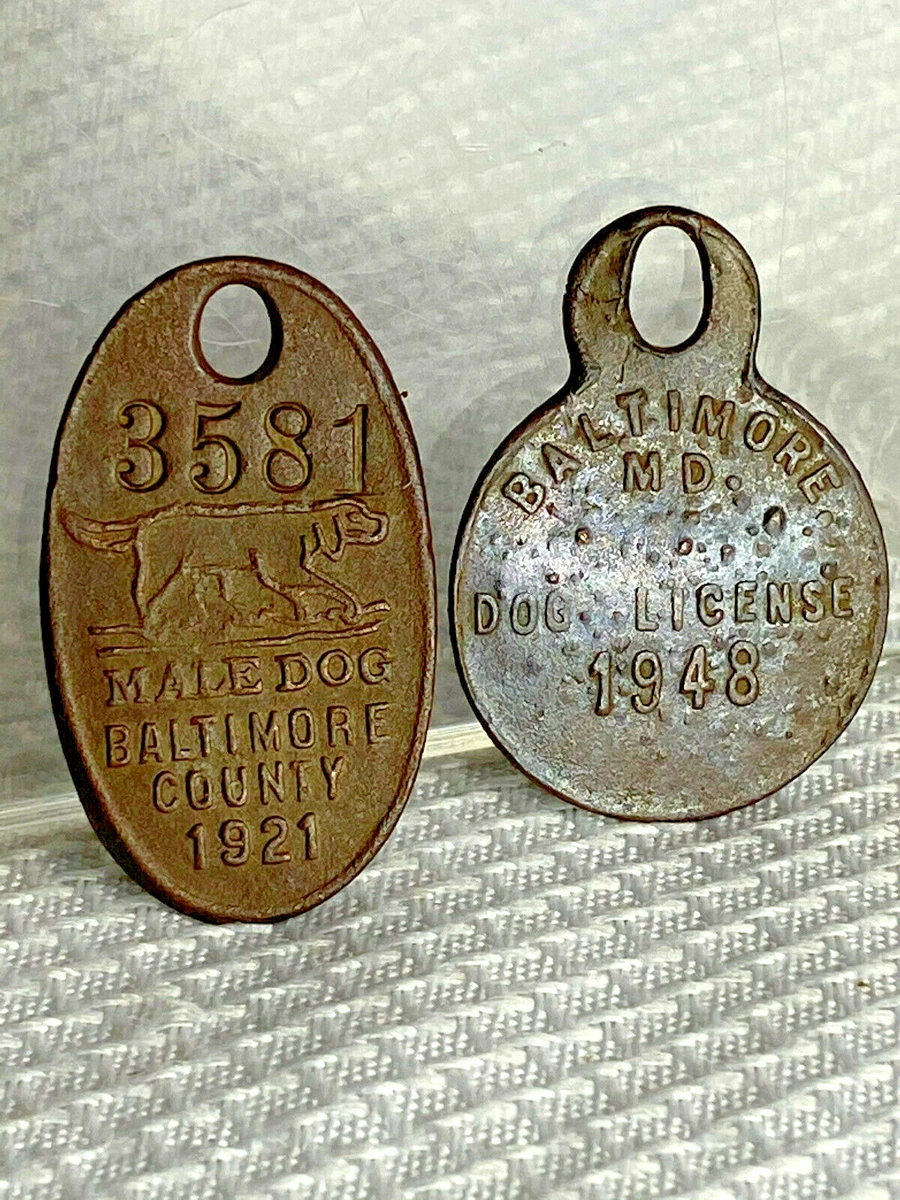 3581
MALE DOG
BALTIMORE
COUNTY
1921
BALTIMORE
MD.
DOG LICENSE
1948